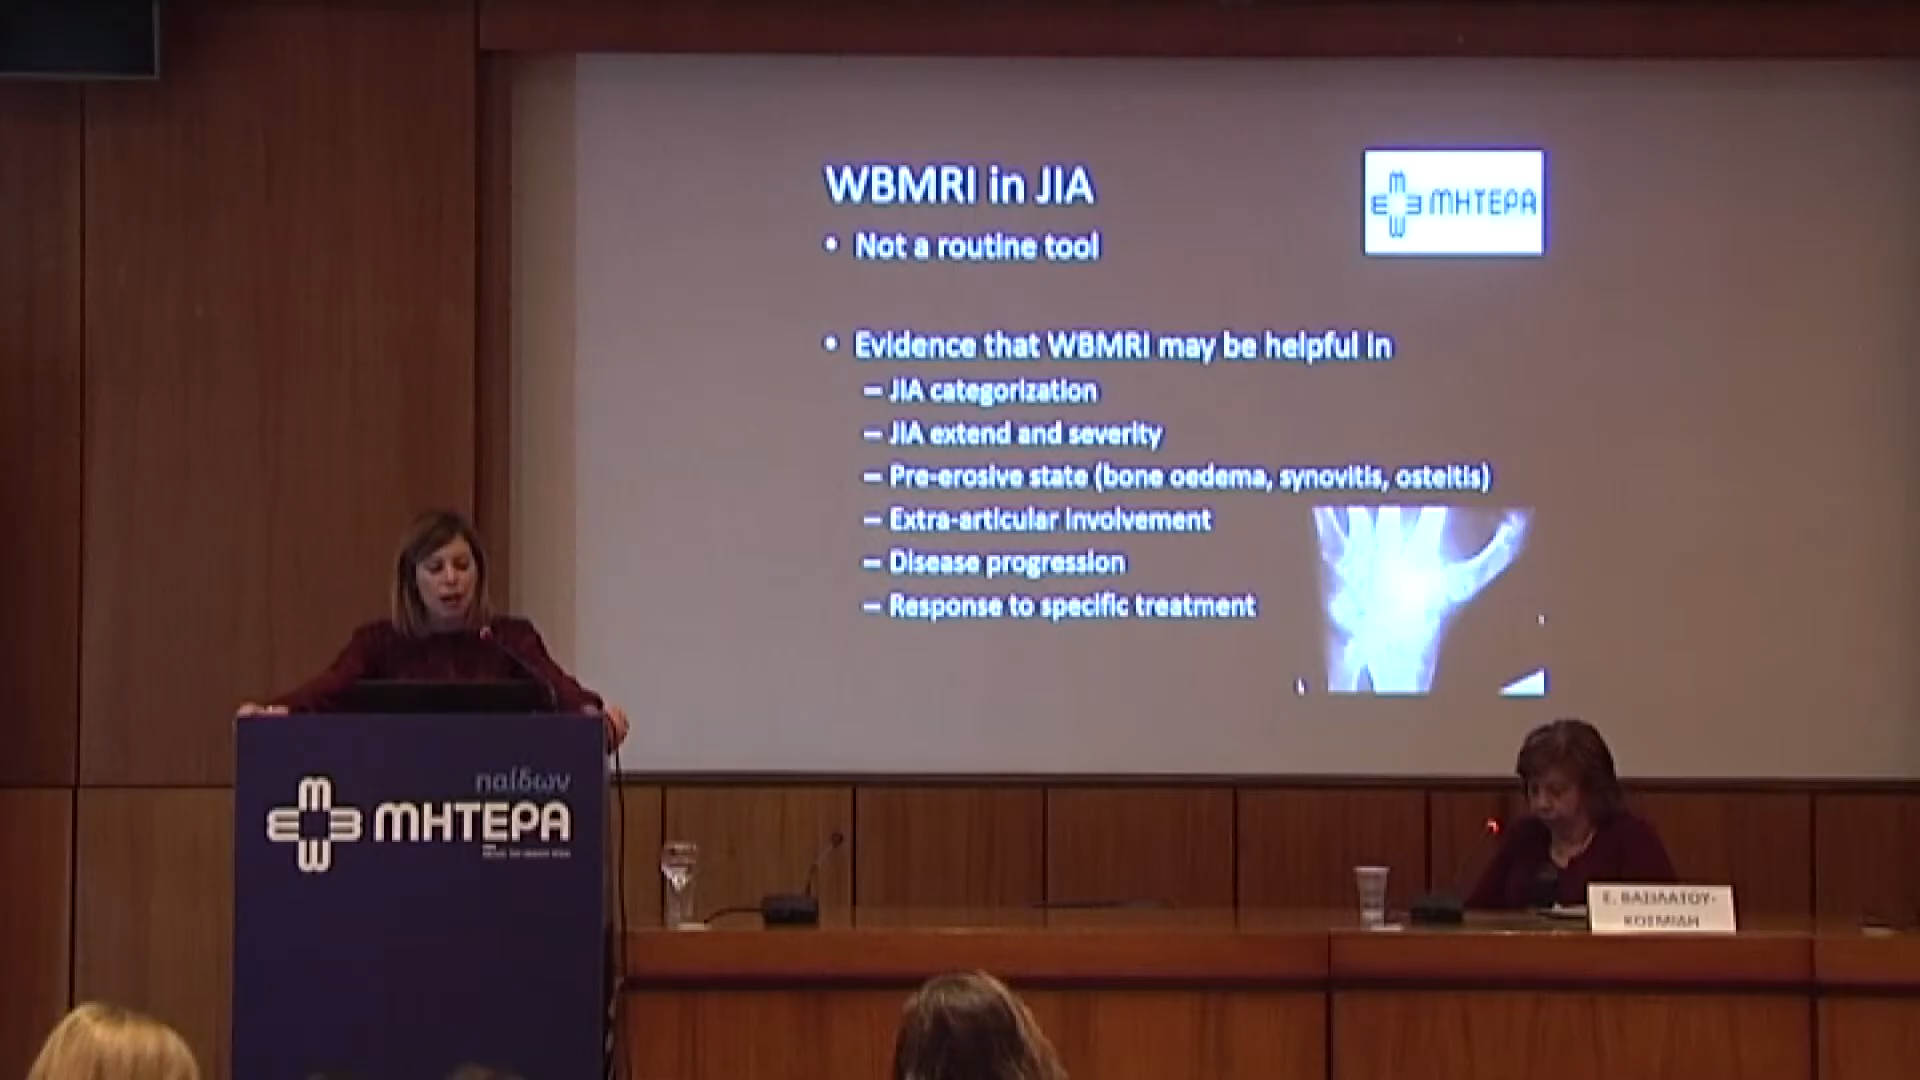 WBMRI in JIA
• Not a routine tool
• Evidence that WBMRI may be helpful in
– JIA categorization
– JIA extend and severity
– Pre-erosive state (bone oedema, synovitis, osteitis)
– Extra-articular involvement
– Disease progression
– Response to specific treatment
ΜΗΤΕΡΑ
παίδων
ΜΗΤΕΡΑ
Ε. ΒΑΣΙΛΑΤΟΥ-
ΚΟΣΜΙΔΗ